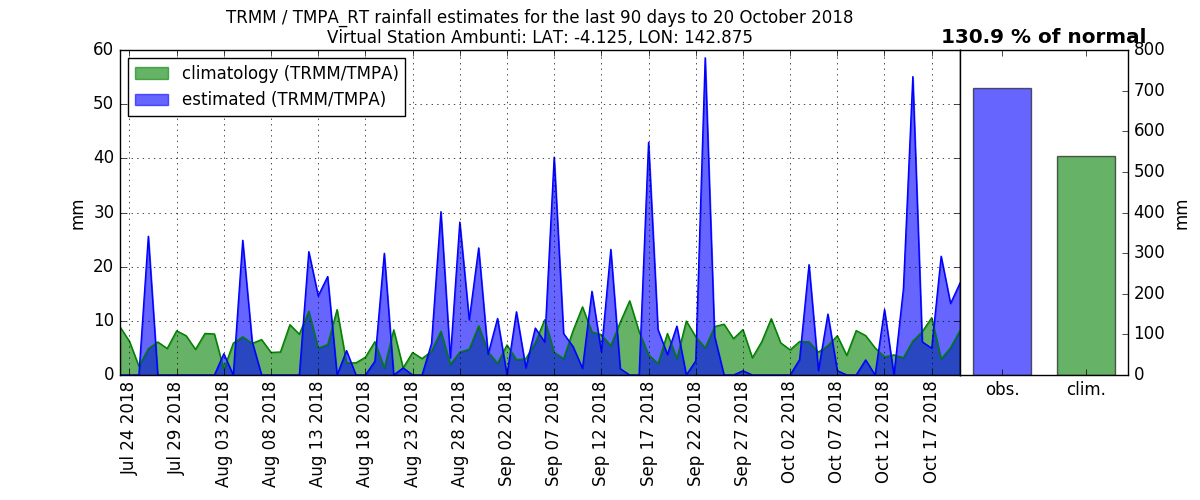 TRMM / TMPA_RT rainfall estimates for the last 90 days to 20 October 2018
Virtual Station Ambunti: LAT: -4.125, LON: 142.875
130.9 % of normal
climatology (TRMM/TMPA)
estimated (TRMM/TMPA)
60
50
40
30
20
10
0
mm
Jul 24 2018
Jul 29 2018
Aug 03 2018
Aug 08 2018
Aug 13 2018
Aug 18 2018
Aug 23 2018
Aug 28 2018
Sep 02 2018
Sep 07 2018
Sep 12 2018
Sep 17 2018
Sep 22 2018
Sep 27 2018
Oct 02 2018
Oct 07 2018
Oct 12 2018
Oct 17 2018
obs.
clim.
800
700
600
500
400
300
200
100
0
mm